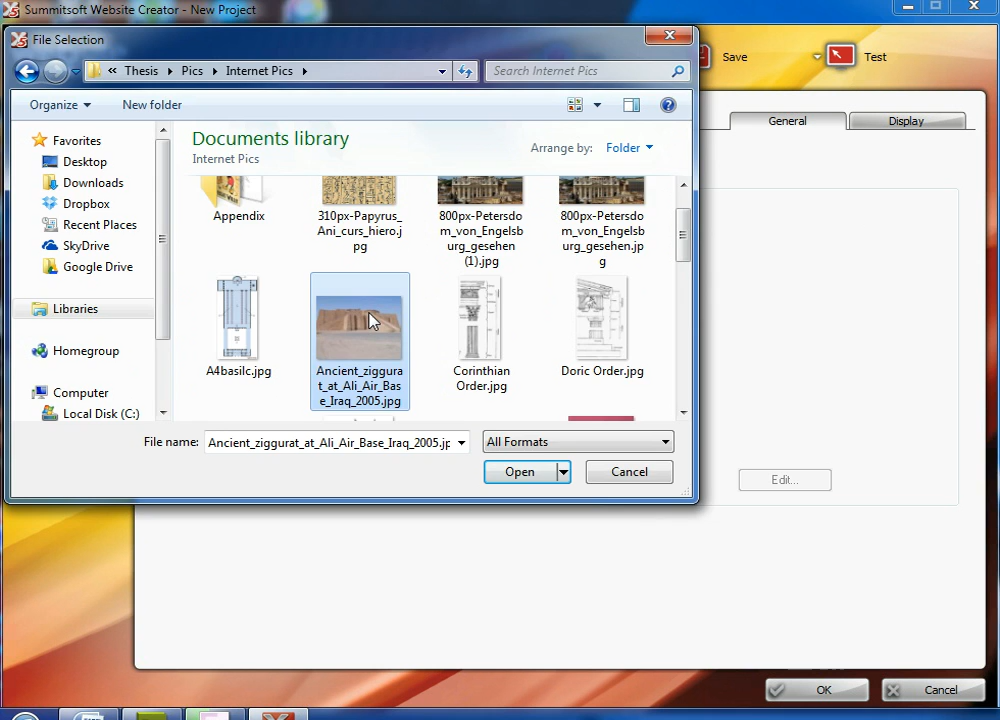 Summitsoft Website Creator - New Project
File Selection
« Thesis Pics Internet Pics
Search Internet Pics
Save
Test
Organize
New folder
General
Display
Favorites
Desktop
Downloads
Dropbox
Recent Places
SkyDrive
Google Drive
Libraries
Homegroup
Computer
Local Disk (C:)
Documents library
Internet Pics
Arrange by: Folder
Appendix
310px-Papyrus_
Ani_curs_hiero.j
pg
800px-Petersdo
m_von_Engelsb
urg_gesehen
(1).jpg
800px-Petersdo
m_von_Engelsb
urg_gesehen.jp
g
A4basilc.jpg
Ancient_ziggura
t_at_Ali_Air_Bas
e_Iraq_2005.jpg
Corinthian
Order.jpg
Doric Order.jpg
File name:
Ancient_ziggurat_at_Ali_Air_Base_Iraq_2005.jp
All Formats
Open
Cancel
Edit...
OK
Cancel